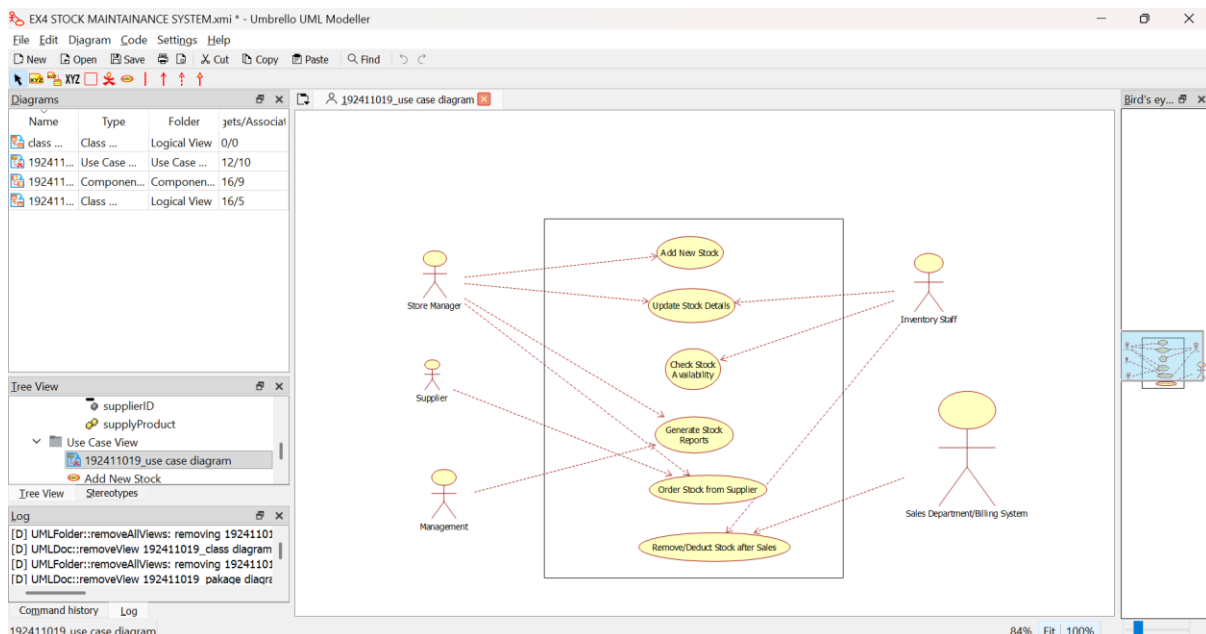 EX4 STOCK MAINTAINANCE SYSTEM.xmi * - Umbrello UML Modeller
File Edit Diagram Code Settings Help
New Open Save Cut Copy Paste Find
XYZ XYZ
Diagrams
Name Type Folder gets/Associat
class ... Class ... Logical View 0/0
192411... Use Case ... Use Case ... 12/10
192411... Componen... Componen... 16/9
192411... Class ... Logical View 16/5
Tree View
supplierID
supplyProduct
Use Case View
192411019_use case diagram
Add New Stock
Tree View Stereotypes
Log
[D] UMLFolder::removeAllViews: removing 19241101
[D] UMLDoc::removeView 192411019_class diagram
[D] UMLFolder::removeAllViews: removing 19241101
[D] UMLDoc::removeView 192411019_pakage diagra
Command history Log
192411019_use case diagram
192411019_use case diagram
Add New Stock
Store Manager
Update Stock Details
Inventory Staff
Check Stock
Availability
Supplier
Generate Stock
Reports
Order Stock from Supplier
Management
Sales Department/Billing System
Remove/Deduct Stock after Sales
Bird's ey...
84% Fit 100%